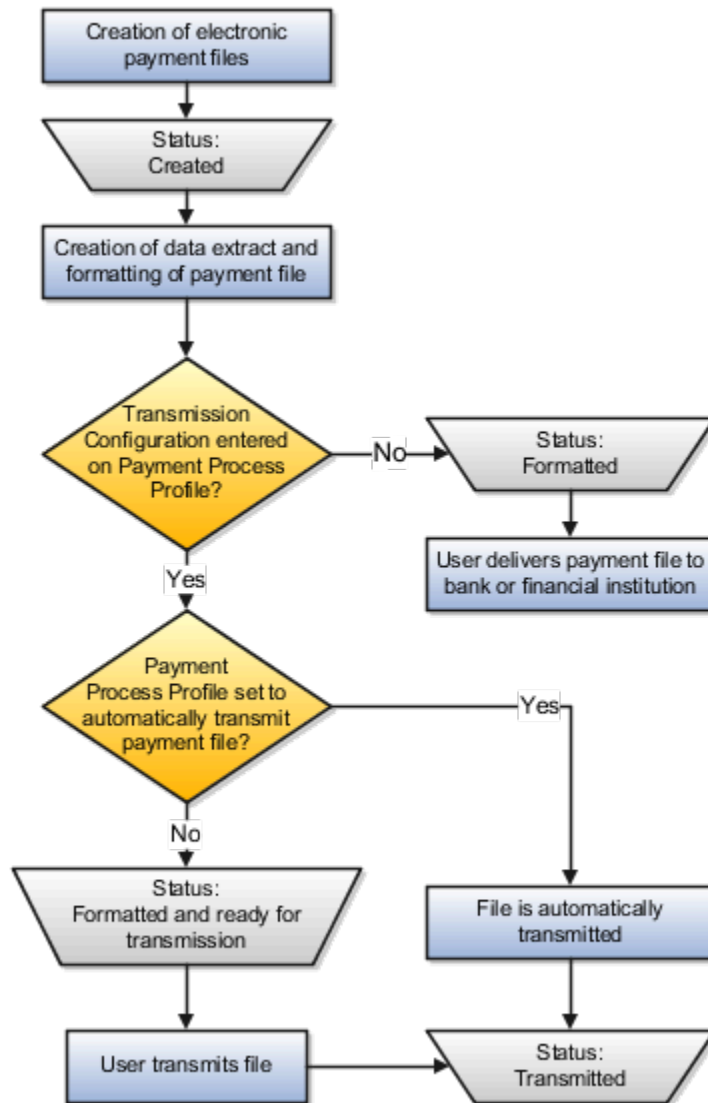 Creation of electronic
payment files
Status:
Created
Creation of data extract and
formatting of payment file
Transmission
Configuration entered
on Payment Process
Profile?
No
Status:
Formatted
User delivers payment file to
bank or financial institution
Yes
Payment
Process Profile set to
automatically transmit
payment file?
Yes
No
Status:
Formatted and ready for
transmission
File is automatically
transmitted
User transmits file
Status:
Transmitted